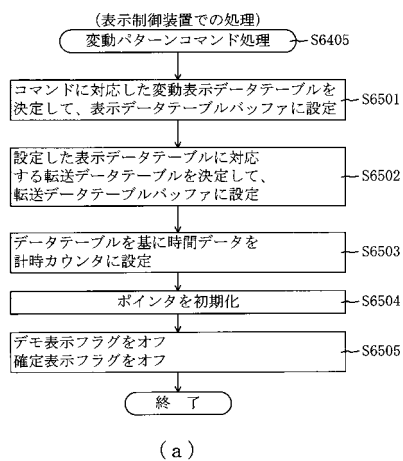 (表示制御装置での処理)
変動パターンコマンド処理
S6405
コマンドに対応した変動表示データテーブルを
決定して、表示データテーブルバッファに設定
S6501
設定した表示データテーブルに対応
する転送データテーブルを決定して、
転送データテーブルバッファに設定
S6502
データテーブルを基に時間データを
計時カウンタに設定
S6503
ポインタを初期化
S6504
デモ表示フラグをオフ
確定表示フラグをオフ
S6505
終 了
(a)